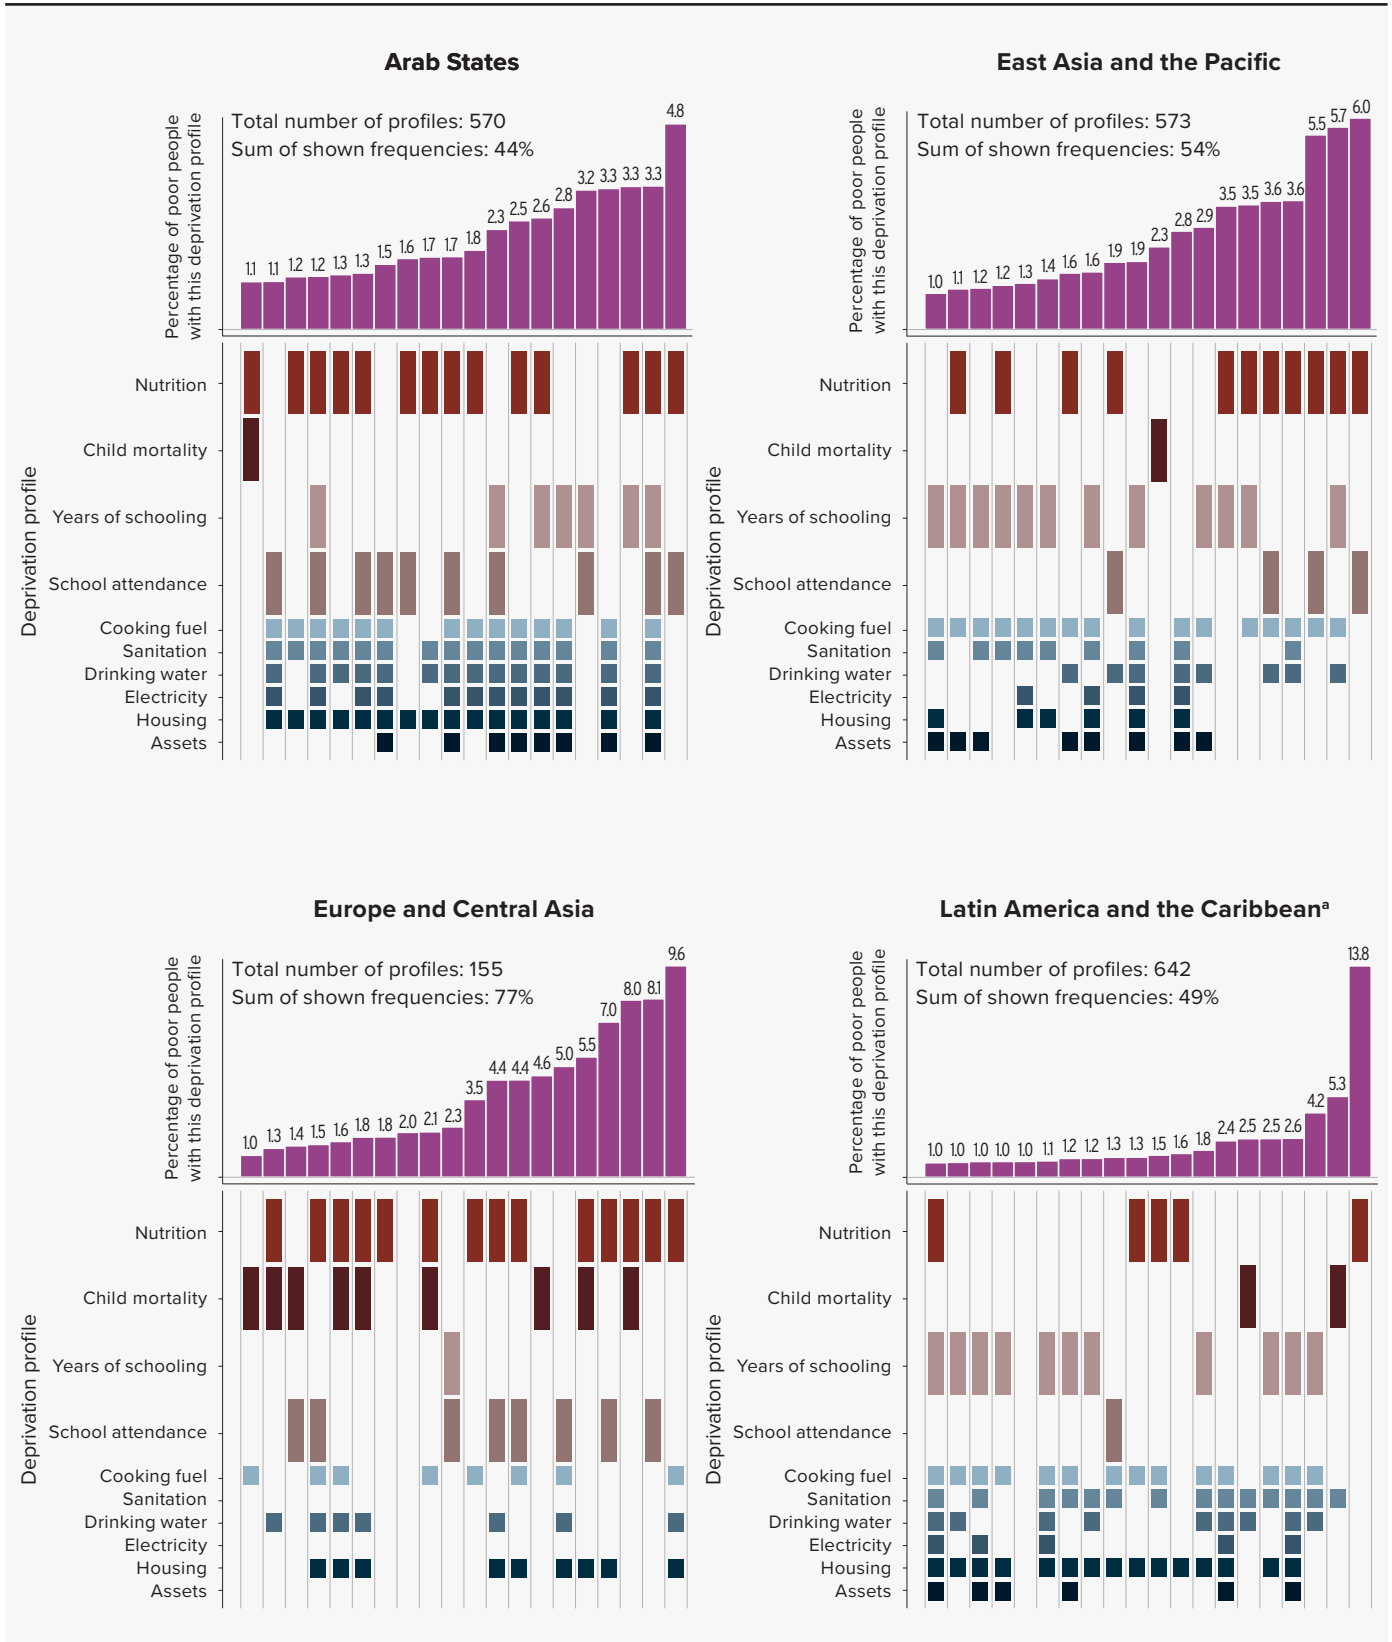 Arab States
Percentage of poor people
with this deprivation profile
Total number of profiles: 570
Sum of shown frequencies: 44%
1.1 1.1 1.2 1.2 1.3 1.3 1.5 1.6 1.7 1.7 1.8 2.3 2.5 2.6 2.8 3.2 3.3 3.3 3.3 4.8
Deprivation profile
Nutrition
Child mortality
Years of schooling
School attendance
Cooking fuel
Sanitation
Drinking water
Electricity
Housing
Assets
East Asia and the Pacific
Percentage of poor people
with this deprivation profile
Total number of profiles: 573
Sum of shown frequencies: 54%
1.0 1.1 1.2 1.2 1.3 1.4 1.6 1.6 1.9 1.9 2.3 2.8 2.9 3.5 3.5 3.6 3.6 5.5 5.7 6.0
Deprivation profile
Nutrition
Child mortality
Years of schooling
School attendance
Cooking fuel
Sanitation
Drinking water
Electricity
Housing
Assets
Europe and Central Asia
Percentage of poor people
with this deprivation profile
Total number of profiles: 155
Sum of shown frequencies: 77%
1.0 1.3 1.4 1.5 1.6 1.8 1.8 2.0 2.1 2.3 3.5 4.4 4.4 4.6 5.0 5.5 7.0 8.0 8.1 9.6
Deprivation profile
Nutrition
Child mortality
Years of schooling
School attendance
Cooking fuel
Sanitation
Drinking water
Electricity
Housing
Assets
Latin America and the Caribbeanᵃ
Percentage of poor people
with this deprivation profile
Total number of profiles: 642
Sum of shown frequencies: 49%
1.0 1.0 1.0 1.0 1.0 1.1 1.2 1.2 1.3 1.3 1.5 1.6 1.8 2.4 2.5 2.5 2.6 4.2 5.3 13.8
Deprivation profile
Nutrition
Child mortality
Years of schooling
School attendance
Cooking fuel
Sanitation
Drinking water
Electricity
Housing
Assets